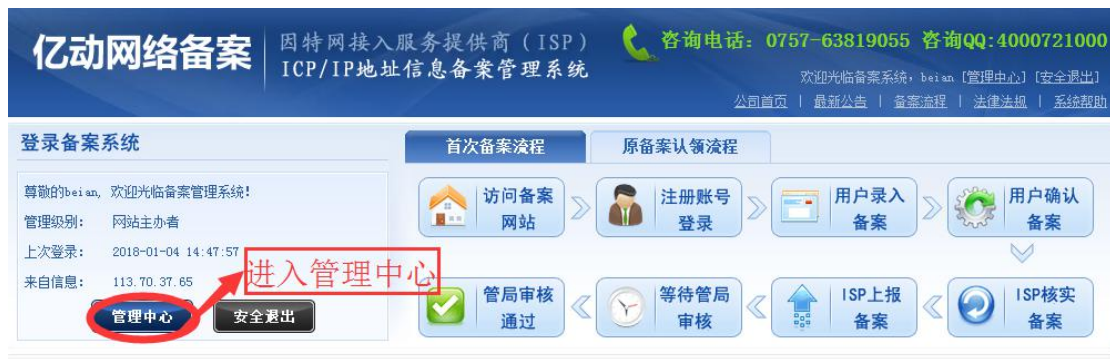 亿动网络备案
因特网接入服务提供商（ISP）
ICP/IP地址信息备案管理系统
咨询电话：0757-63819055 咨询QQ:4000721000
欢迎光临备案系统，beian [管理中心] [安全退出]
公司首页 | 最新公告 | 备案流程 | 法律法规 | 系统帮助
登录备案系统
尊敬的beian，欢迎光临备案管理系统!
管理级别： 网站主办者
上次登录： 2018-01-04 14:47:57
来自信息： 113.70.37.65
进入管理中心
管理中心
安全退出
首次备案流程
原备案认领流程
访问备案
网站
注册账号
登录
用户录入
备案
用户确认
备案
管局审核
通过
等待管局
审核
ISP上报
备案
ISP核实
备案